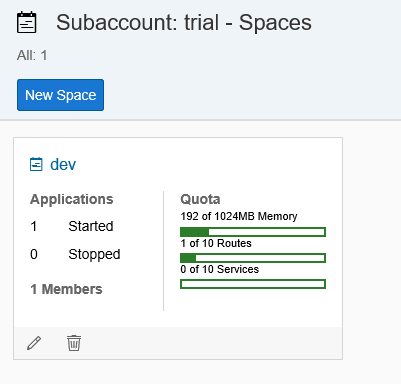 Subaccount: trial - Spaces
All: 1
New Space
dev
Applications
1 Started
0 Stopped
1 Members
Quota
192 of 1024MB Memory
1 of 10 Routes
0 of 10 Services